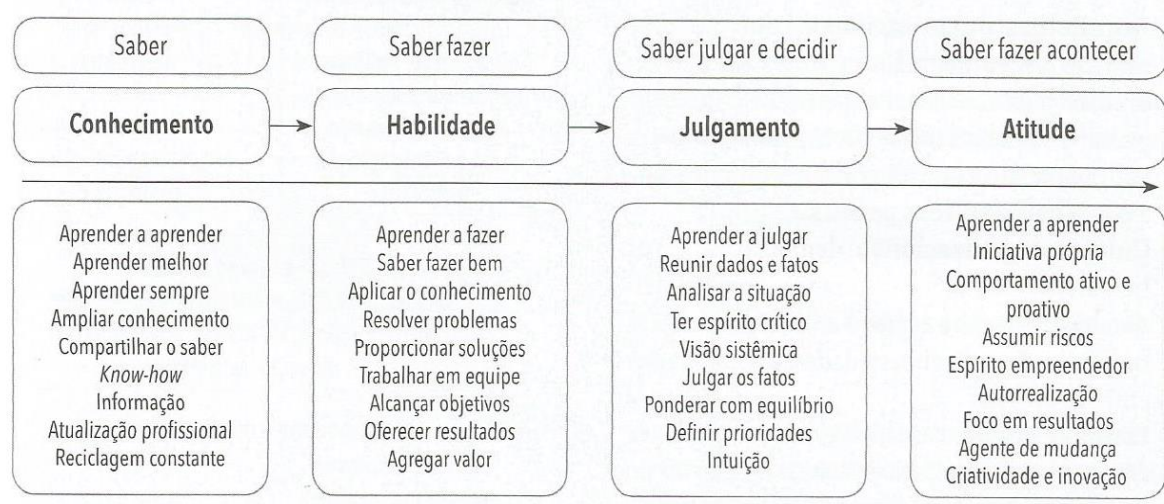 Saber
Saber fazer
Saber julgar e decidir
Saber fazer acontecer
Conhecimento
Habilidade
Julgamento
Atitude
Aprender a aprender
Aprender melhor
Aprender sempre
Ampliar conhecimento
Compartilhar o saber
Know-how
Informação
Atualização profissional
Reciclagem constante
Aprender a fazer
Saber fazer bem
Aplicar o conhecimento
Resolver problemas
Proporcionar soluções
Trabalhar em equipe
Alcançar objetivos
Oferecer resultados
Agregar valor
Aprender a julgar
Reunir dados e fatos
Analisar a situação
Ter espírito crítico
Visão sistêmica
Julgar os fatos
Ponderar com equilíbrio
Definir prioridades
Intuição
Aprender a aprender
Iniciativa própria
Comportamento ativo e
proativo
Assumir riscos
Espírito empreendedor
Autorrealização
Foco em resultados
Agente de mudança
Criatividade e inovação